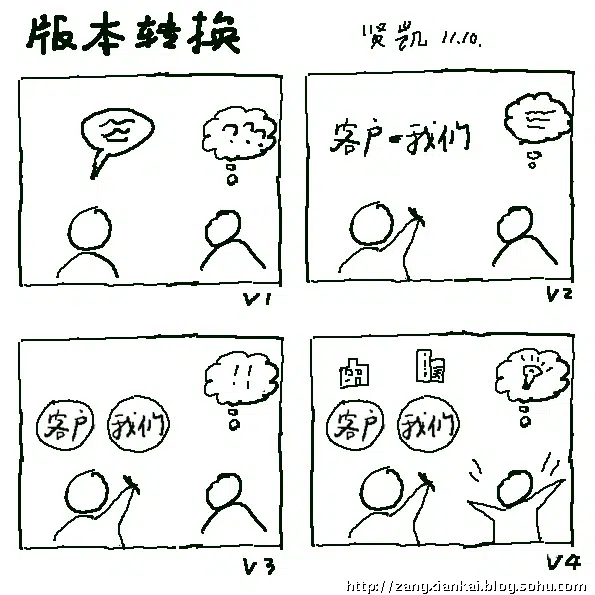 版本转换
贤凯 11.10.
? ? ?
V1
客户 = 我们
V2
! !
客户 我们
V3
客户 我们
V4
http://zangxiankai.blog.sohu.com